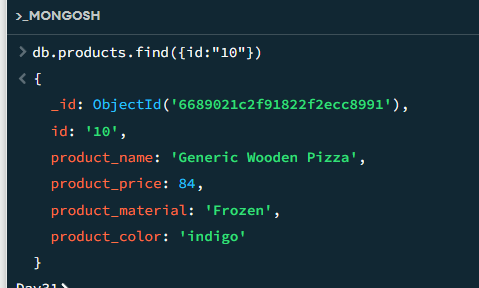 >_MONGOSH
> db.products.find({id:"10"})
< {
_id: ObjectId('6689021c2f91822f2ecc8991'),
id: '10',
product_name: 'Generic Wooden Pizza',
product_price: 84,
product_material: 'Frozen',
product_color: 'indigo'
}
Day31>